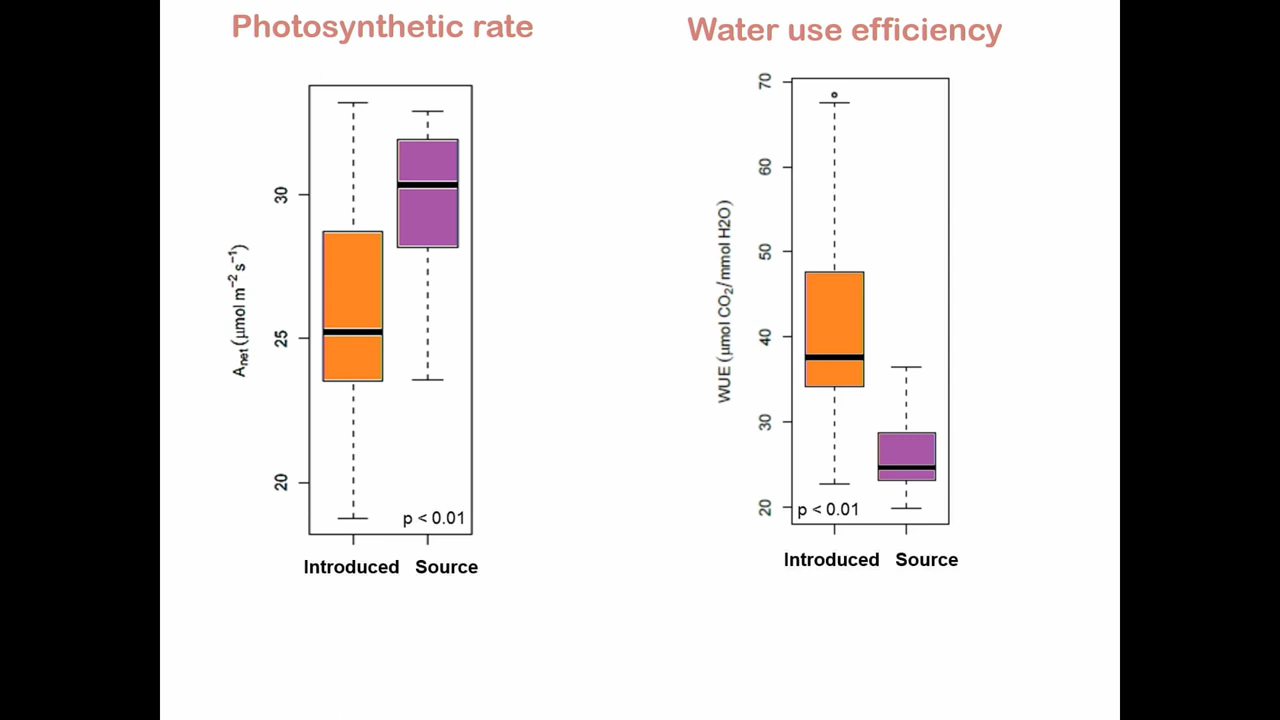 Photosynthetic rate
Anet (μmol m−2 s−1)
30
25
20
p < 0.01
Introduced Source
Water use efficiency
WUE (μmol CO2/mmol H2O)
70
60
50
40
30
20
p < 0.01
Introduced Source